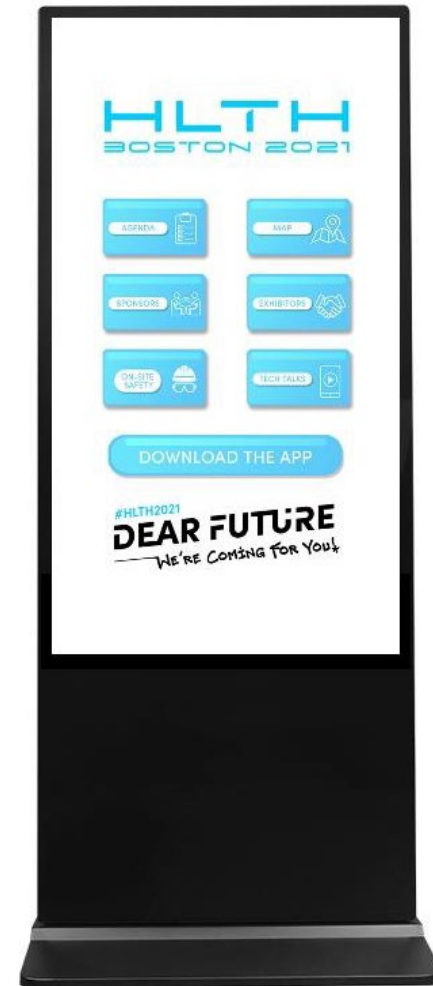 HLTH
BOSTON 2021
AGENDA
MAP
SPONSORS
EXHIBITORS
ON-SITE
SAFETY
TECH TALKS
DOWNLOAD THE APP
#HLTH2021
DEAR FUTURE
WE'RE COMING FOR YOU!